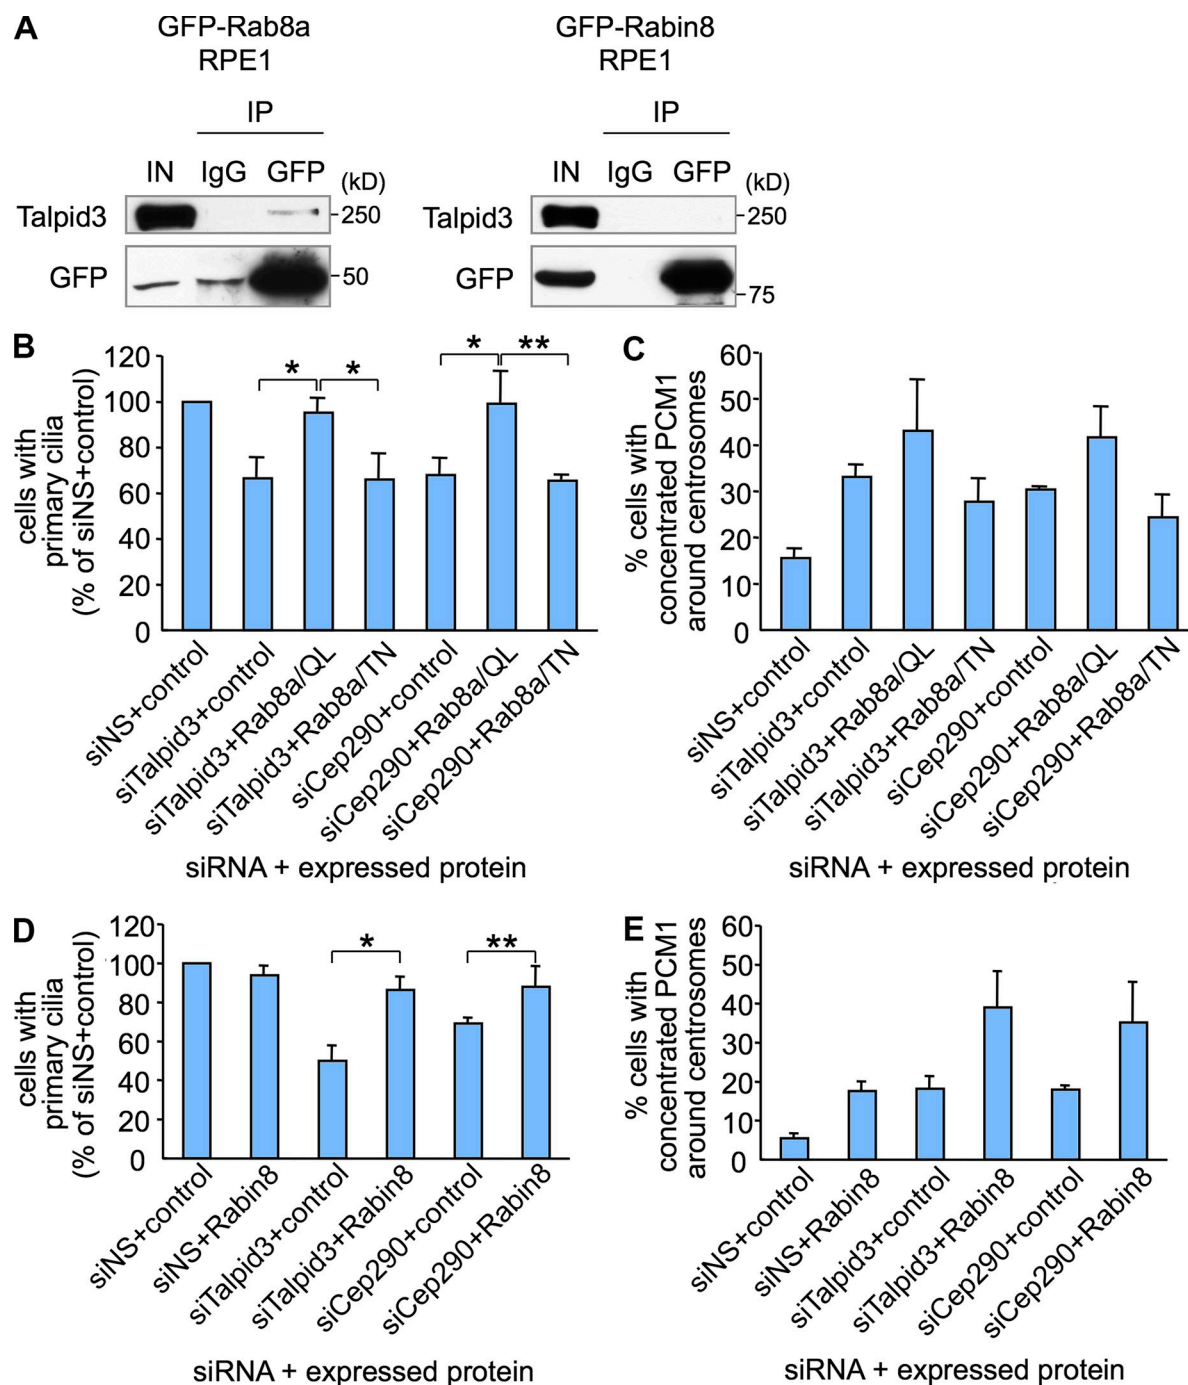 A
GFP-Rab8a
RPE1
IP
IN IgG GFP (kD)
Talpid3 -250
GFP -50
GFP-Rabin8
RPE1
IP
IN IgG GFP (kD)
Talpid3 -250
GFP -75
B
cells with
primary cilia
(% of siNS+control)
120
100
80
60
40
20
0
* * * **
siNS+control
siTalpid3+control
siTalpid3+Rab8a/QL
siTalpid3+Rab8a/TN
siCep290+control
siCep290+Rab8a/QL
siCep290+Rab8a/TN
siRNA + expressed protein
C
% cells with
concentrated PCM1
around centrosomes
60
50
40
30
20
10
0
siNS+control
siTalpid3+control
siTalpid3+Rab8a/QL
siTalpid3+Rab8a/TN
siCep290+control
siCep290+Rab8a/QL
siCep290+Rab8a/TN
siRNA + expressed protein
D
cells with
primary cilia
(% of siNS+control)
120
100
80
60
40
20
0
* **
siNS+control
siNS+Rabin8
siTalpid3+control
siTalpid3+Rabin8
siCep290+control
siCep290+Rabin8
siRNA + expressed protein
E
% cells with
concentrated PCM1
around centrosomes
60
50
40
30
20
10
0
siNS+control
siNS+Rabin8
siTalpid3+control
siTalpid3+Rabin8
siCep290+control
siCep290+Rabin8
siRNA + expressed protein